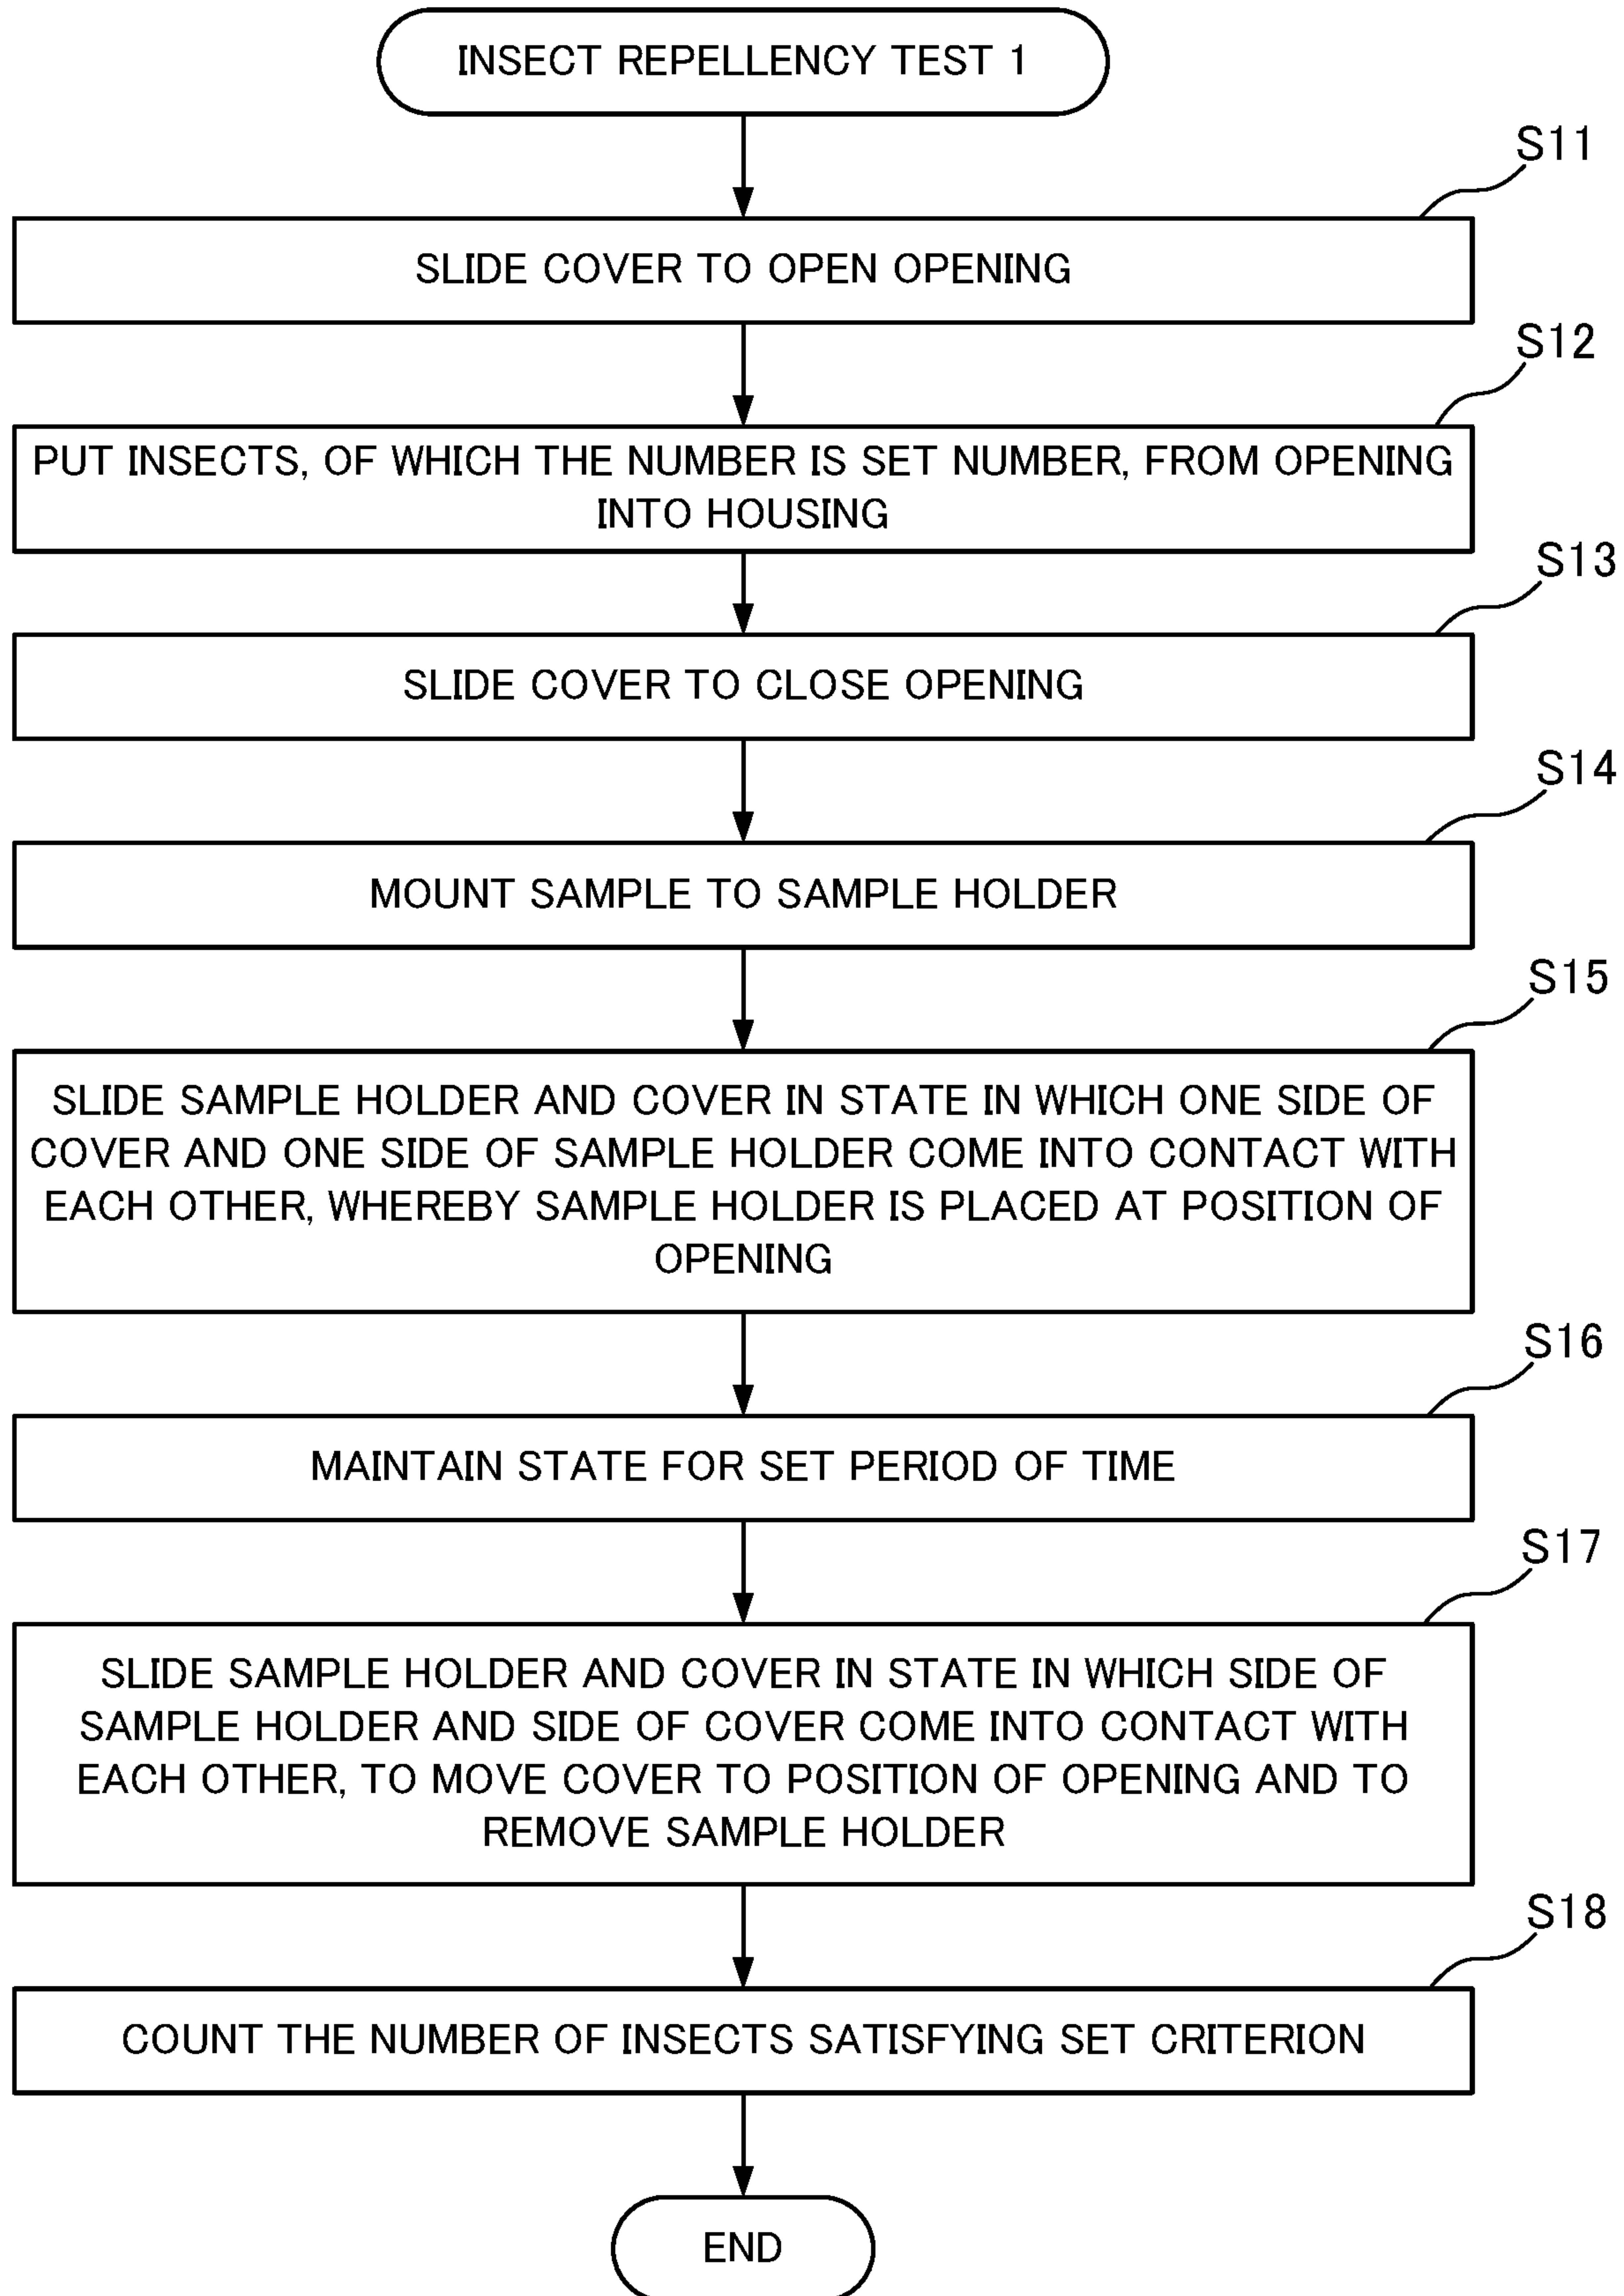 INSECT REPELLENCY TEST 1
S11
SLIDE COVER TO OPEN OPENING
S12
PUT INSECTS, OF WHICH THE NUMBER IS SET NUMBER, FROM OPENING
INTO HOUSING
S13
SLIDE COVER TO CLOSE OPENING
S14
MOUNT SAMPLE TO SAMPLE HOLDER
S15
SLIDE SAMPLE HOLDER AND COVER IN STATE IN WHICH ONE SIDE OF
COVER AND ONE SIDE OF SAMPLE HOLDER COME INTO CONTACT WITH
EACH OTHER, WHEREBY SAMPLE HOLDER IS PLACED AT POSITION OF
OPENING
S16
MAINTAIN STATE FOR SET PERIOD OF TIME
S17
SLIDE SAMPLE HOLDER AND COVER IN STATE IN WHICH SIDE OF
SAMPLE HOLDER AND SIDE OF COVER COME INTO CONTACT WITH
EACH OTHER, TO MOVE COVER TO POSITION OF OPENING AND TO
REMOVE SAMPLE HOLDER
S18
COUNT THE NUMBER OF INSECTS SATISFYING SET CRITERION
END